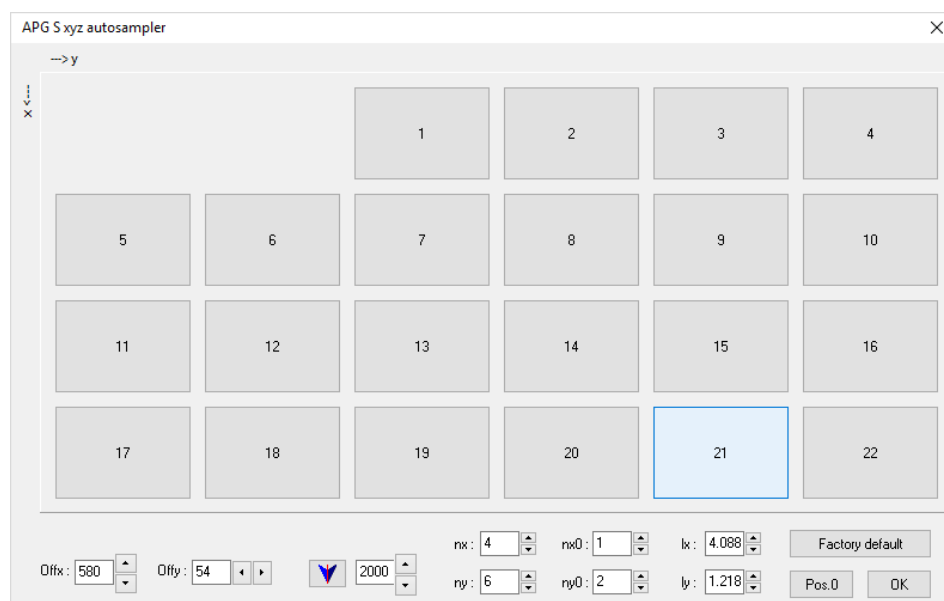 APG S xyz autosampler
---> y
---> x
1 2 3 4
5 6 7 8 9 10
11 12 13 14 15 16
17 18 19 20 21 22
nx : 4 nx0 : 1 lx : 4.088 Factory default
Offx : 580 Offy : 54 2000
ny : 6 ny0 : 2 ly : 1.218 Pos.0 OK